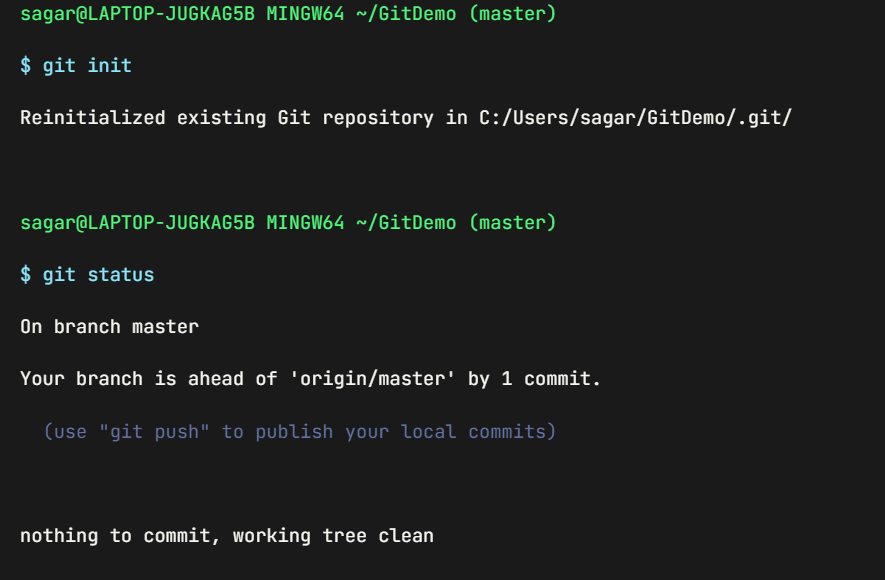 sagar@LAPTOP-JUGKAG5B MINGW64 ~/GitDemo (master)
$ git init
Reinitialized existing Git repository in C:/Users/sagar/GitDemo/.git/
sagar@LAPTOP-JUGKAG5B MINGW64 ~/GitDemo (master)
$ git status
On branch master
Your branch is ahead of 'origin/master' by 1 commit.
  (use "git push" to publish your local commits)
nothing to commit, working tree clean